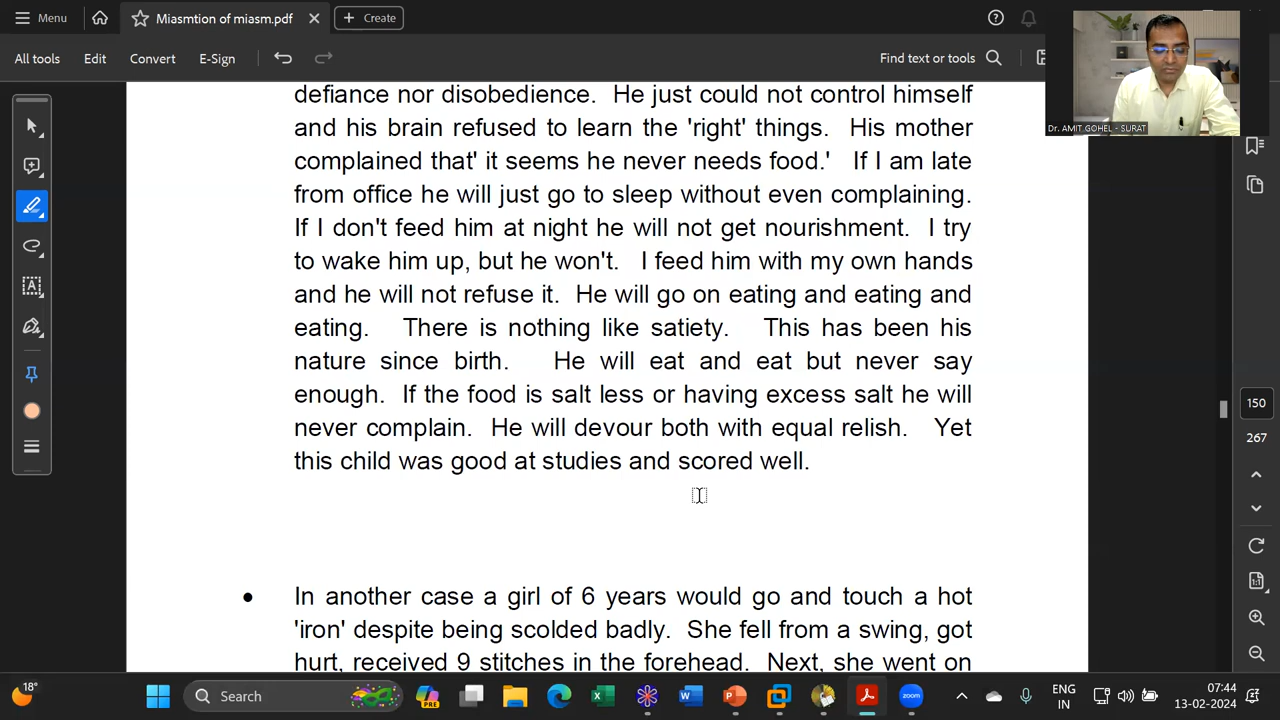 Menu
Miasmtion of miasm.pdf
Create
All tools
Edit
Convert
E-Sign
Find text or tools
Dr. AMIT GOHEL - SURAT
defiance nor disobedience. He just could not control himself
and his brain refused to learn the 'right' things. His mother
complained that' it seems he never needs food.' If I am late
from office he will just go to sleep without even complaining.
If I don't feed him at night he will not get nourishment. I try
to wake him up, but he won't. I feed him with my own hands
and he will not refuse it. He will go on eating and eating and
eating. There is nothing like satiety. This has been his
nature since birth. He will eat and eat but never say
enough. If the food is salt less or having excess salt he will
never complain. He will devour both with equal relish. Yet
this child was good at studies and scored well.
• In another case a girl of 6 years would go and touch a hot
'iron' despite being scolded badly. She fell from a swing, got
hurt, received 9 stitches in the forehead. Next, she went on
150
267
18°
Search
PRE
zoom
ENG
IN
07:44
13-02-2024